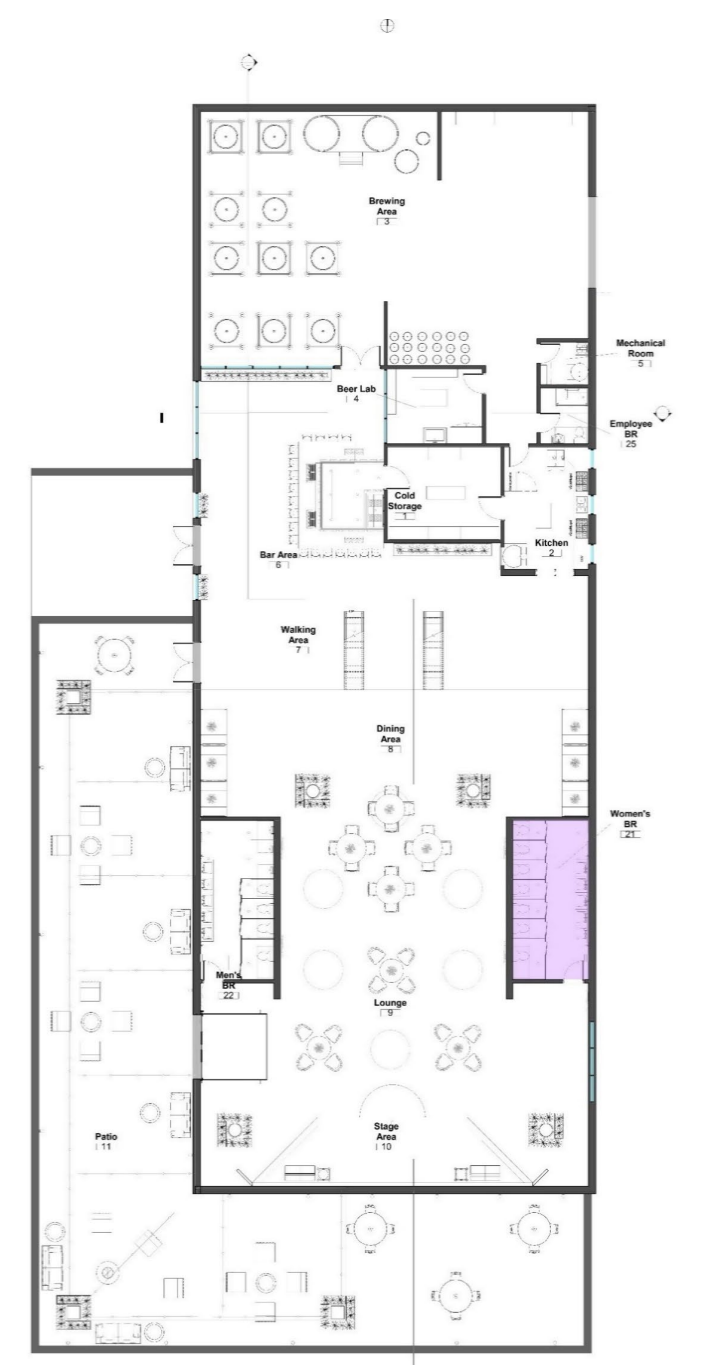 Brewing
Area
3
Mechanical
Room
5
Beer Lab
4
Employee
BR
25
Cold
Storage
1
Kitchen
2
Bar Area
6
Walking
Area
7
Dining
Area
8
Women's
BR
21
Men's
BR
22
Lounge
9
Stage
Area
10
Patio
11